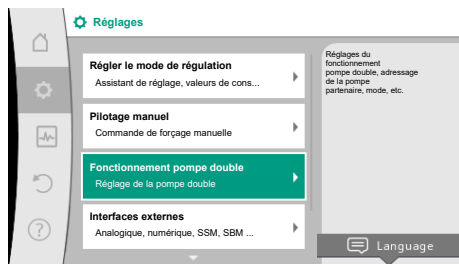 Réglages
Régler le mode de régulation
Assistant de réglage, valeurs de cons...
Pilotage manuel
Commande de forçage manuelle
Fonctionnement pompe double
Réglage de la pompe double
Interfaces externes
Analogique, numérique, SSM, SBM ...
Réglages du
fonctionnement
pompe double, adressage
de la pompe
partenaire, mode, etc.
Language